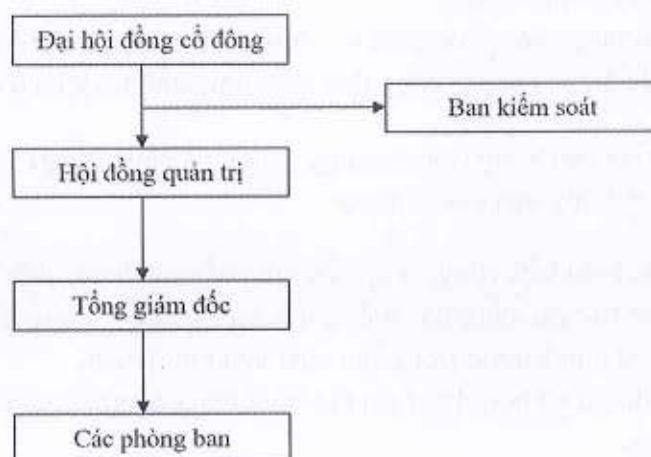 Đại hội đồng cổ đông
Ban kiểm soát
Hội đồng quản trị
Tổng giám đốc
Các phòng ban